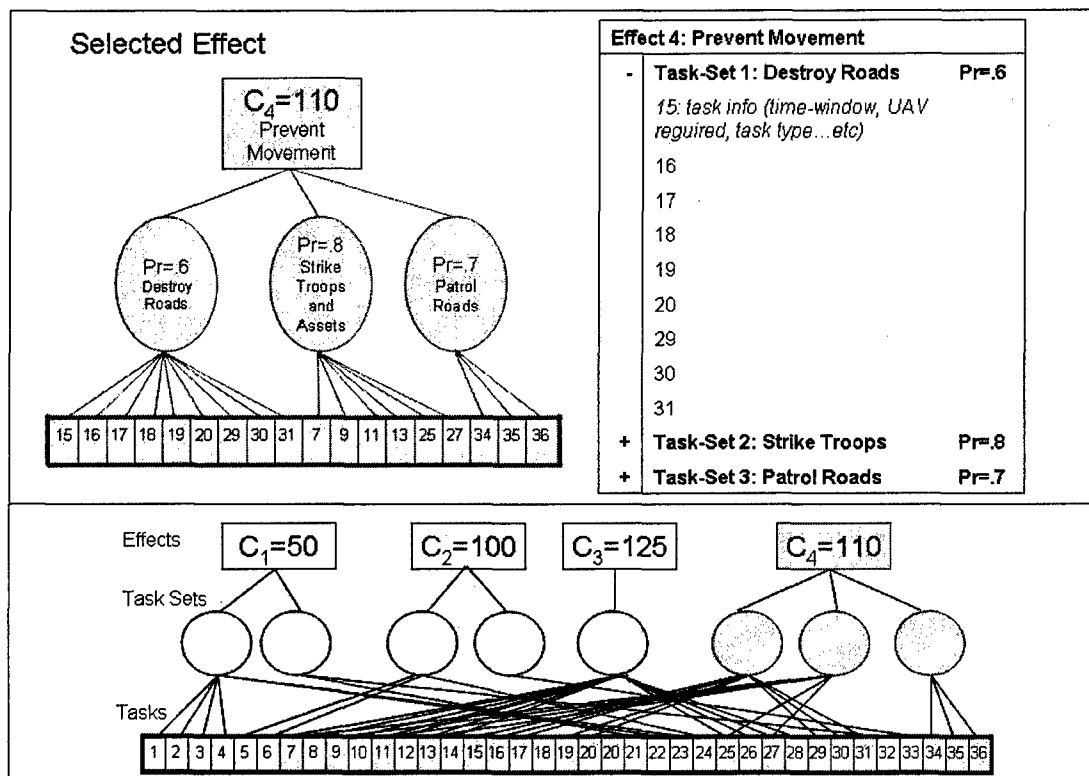 Selected Effect
C₄=110
Prevent
Movement
Pr=.6
Destroy
Roads
Pr=.8
Strike
Troops
and
Assets
Pr=.7
Patrol
Roads
15 16 17 18 19 20 29 30 31 7 9 11 13 25 27 34 35 36
Effect 4: Prevent Movement
- Task-Set 1: Destroy Roads Pr=.6
15: task info (time-window, UAV
reguired, task type...etc)
16
17
18
19
20
29
30
31
+ Task-Set 2: Strike Troops Pr=.8
+ Task-Set 3: Patrol Roads Pr=.7
Effects C₁=50 C₂=100 C₃=125 C₄=110
Task Sets
Tasks
1 2 3 4 5 6 7 8 9 10 11 12 13 14 15 16 17 18 19 20 20 21 22 23 24 25 26 27 28 29 30 31 32 33 34 35 36